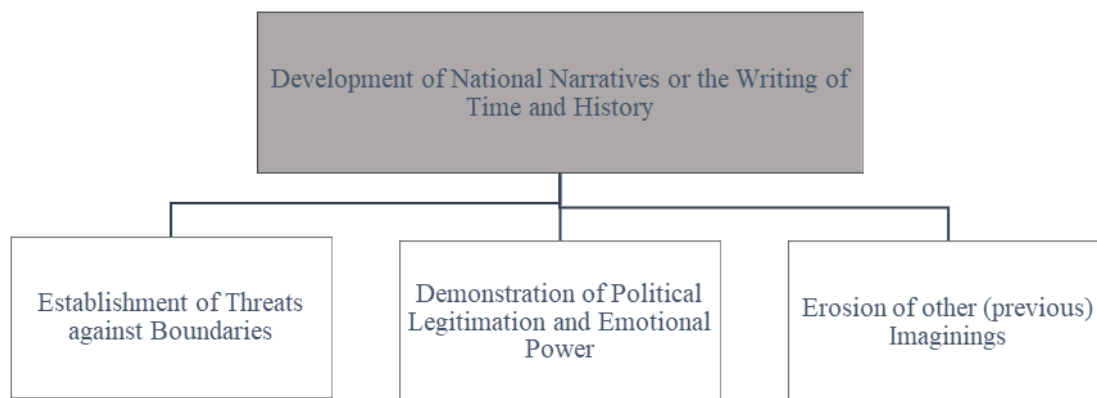 Development of National Narratives or the Writing of
Time and History
Establishment of Threats
against Boundaries
Demonstration of Political
Legitimation and Emotional
Power
Erosion of other (previous)
Imaginings